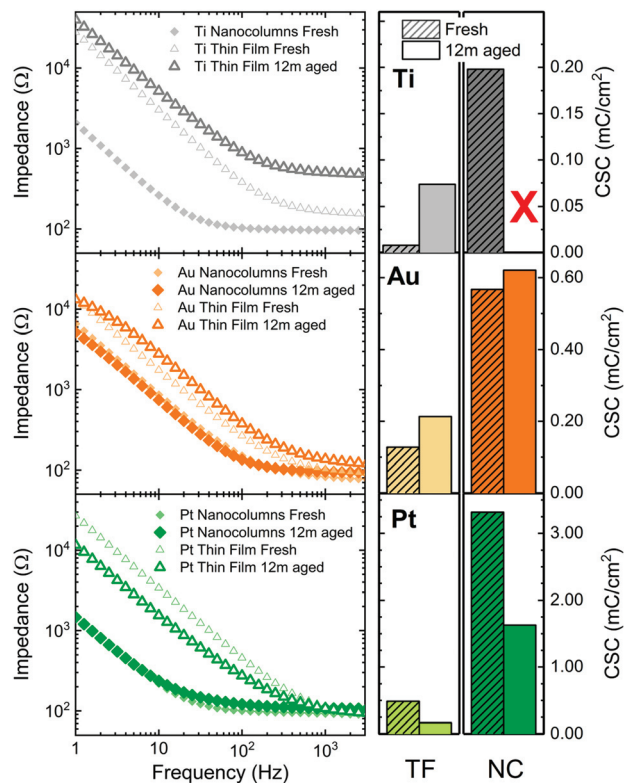 Impedance (Ω)
10⁴
10³
10²
Ti Nanocolumns Fresh
Ti Thin Film Fresh
Ti Thin Film 12m aged
Fresh
12m aged
Ti
X
0.20
0.15
0.10
0.05
0.00
CSC (mC/cm²)
Impedance (Ω)
10⁴
10³
10²
Au Nanocolumns Fresh
Au Nanocolumns 12m aged
Au Thin Film Fresh
Au Thin Film 12m aged
Au
0.60
0.40
0.20
0.00
CSC (mC/cm²)
Impedance (Ω)
10⁴
10³
10²
Pt Nanocolumns Fresh
Pt Nanocolumns 12m aged
Pt Thin Film Fresh
Pt Thin Film 12m aged
Pt
3.00
2.00
1.00
0.00
CSC (mC/cm²)
1 10 10² 10³
Frequency (Hz)
TF NC